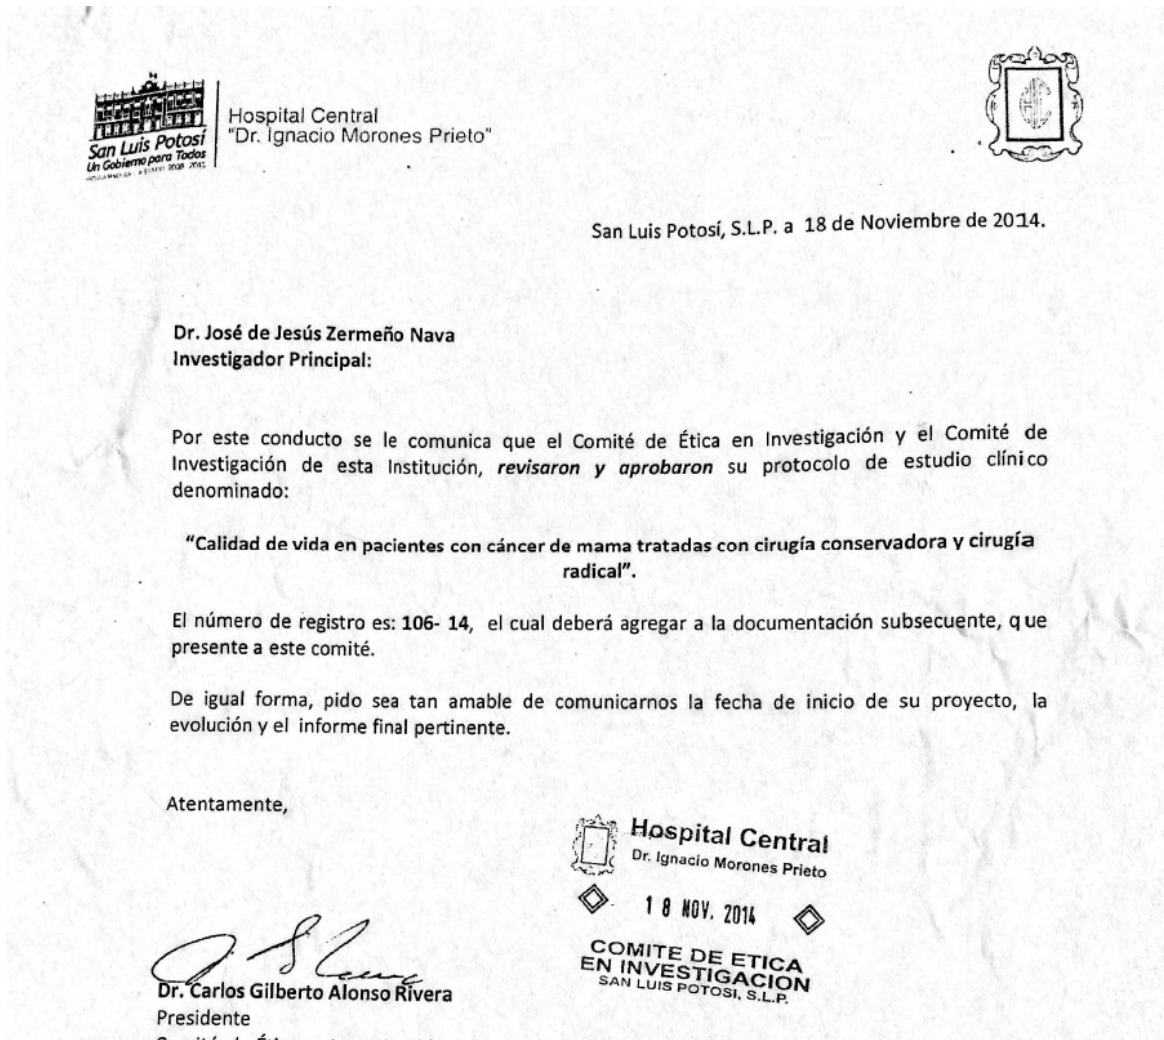 San Luis Potosí
Un Gobierno para Todos
Hospital Central
"Dr. Ignacio Morones Prieto"
San Luis Potosí, S.L.P. a 18 de Noviembre de 2014.
Dr. José de Jesús Zermeño Nava
Investigador Principal:
Por este conducto se le comunica que el Comité de Ética en Investigación y el Comité de
Investigación de esta Institución, revisaron y aprobaron su protocolo de estudio clínico
denominado:
"Calidad de vida en pacientes con cáncer de mama tratadas con cirugía conservadora y cirugía
radical".
El número de registro es: 106- 14, el cual deberá agregar a la documentación subsecuente, que
presente a este comité.
De igual forma, pido sea tan amable de comunicarnos la fecha de inicio de su proyecto, la
evolución y el informe final pertinente.
Atentamente,
Hospital Central
Dr. Ignacio Morones Prieto
18 NOV. 2014
COMITE DE ETICA
EN INVESTIGACION
SAN LUIS POTOSI, S.L.P.
Dr. Carlos Gilberto Alonso Rivera
Presidente